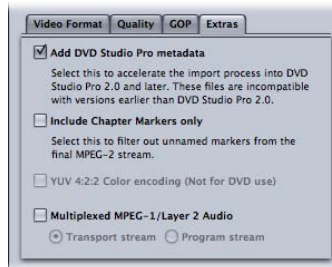 Video Format Quality GOP Extras
Add DVD Studio Pro metadata
Select this to accelerate the import process into DVD
Studio Pro 2.0 and later. These files are incompatible
with versions earlier than DVD Studio Pro 2.0.
Include Chapter Markers only
Select this to filter out unnamed markers from the
final MPEG-2 stream.
YUV 4:2:2 Color encoding (Not for DVD use)
Multiplexed MPEG-1/Layer 2 Audio
Transport stream Program stream